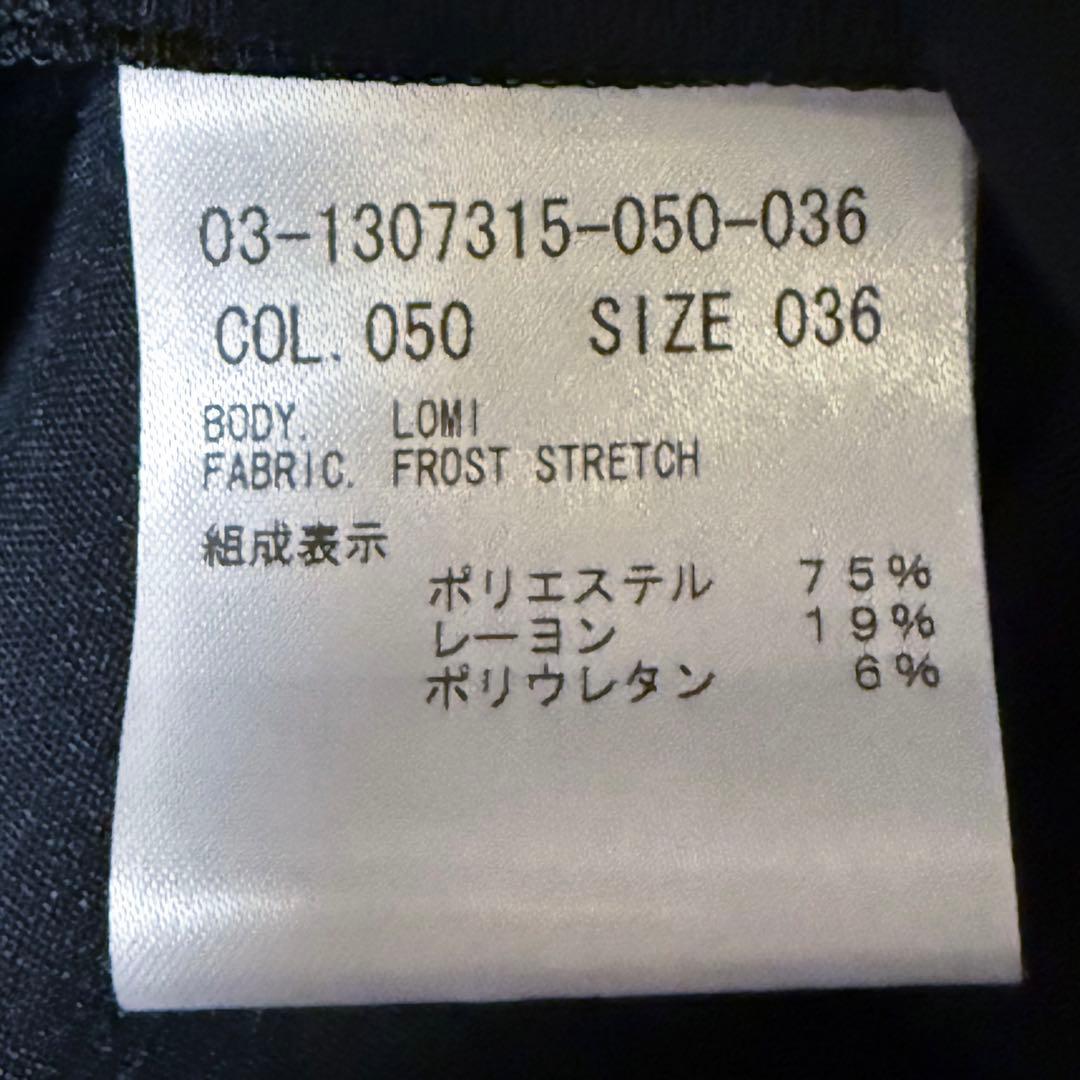 03-1307315-050-036
COL. 050 SIZE 036
BODY. LOMI
FABRIC. FROST STRETCH
組成表示
ポリエステル 75%
レーヨン 19%
ポリウレタン 6%